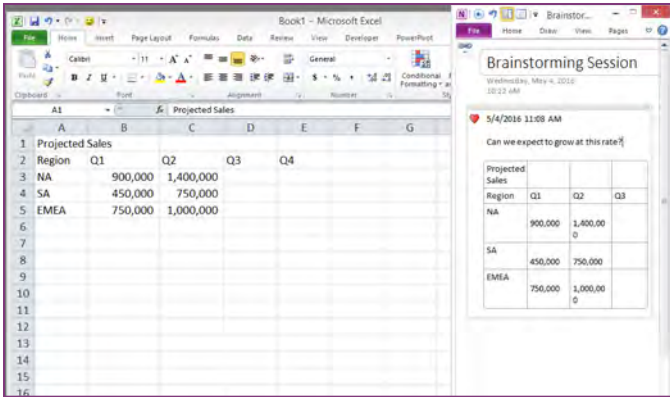 Book1 - Microsoft Excel
File Home Insert Page Layout Formulas Data Review View Developer PowerPivot
Calibri 11 General
Paste Conditional
Formatting
Clipboard Font Alignment Number
A1 fx Projected Sales
A B C D E F G
1 Projected Sales
2 Region Q1 Q2 Q3 Q4
3 NA 900,000 1,400,000
4 SA 450,000 750,000
5 EMEA 750,000 1,000,000
6
7
8
9
10
11
12
13
14
15
16
Brainstor...
File Home Draw View Pages
Brainstorming Session
Wednesday, May 4, 2016
10:12 AM
5/4/2016 11:08 AM
Can we expect to grow at this rate?
Projected
Sales
Region Q1 Q2 Q3
NA
900,000 1,400,00
0
SA
450,000 750,000
EMEA
750,000 1,000,00
0